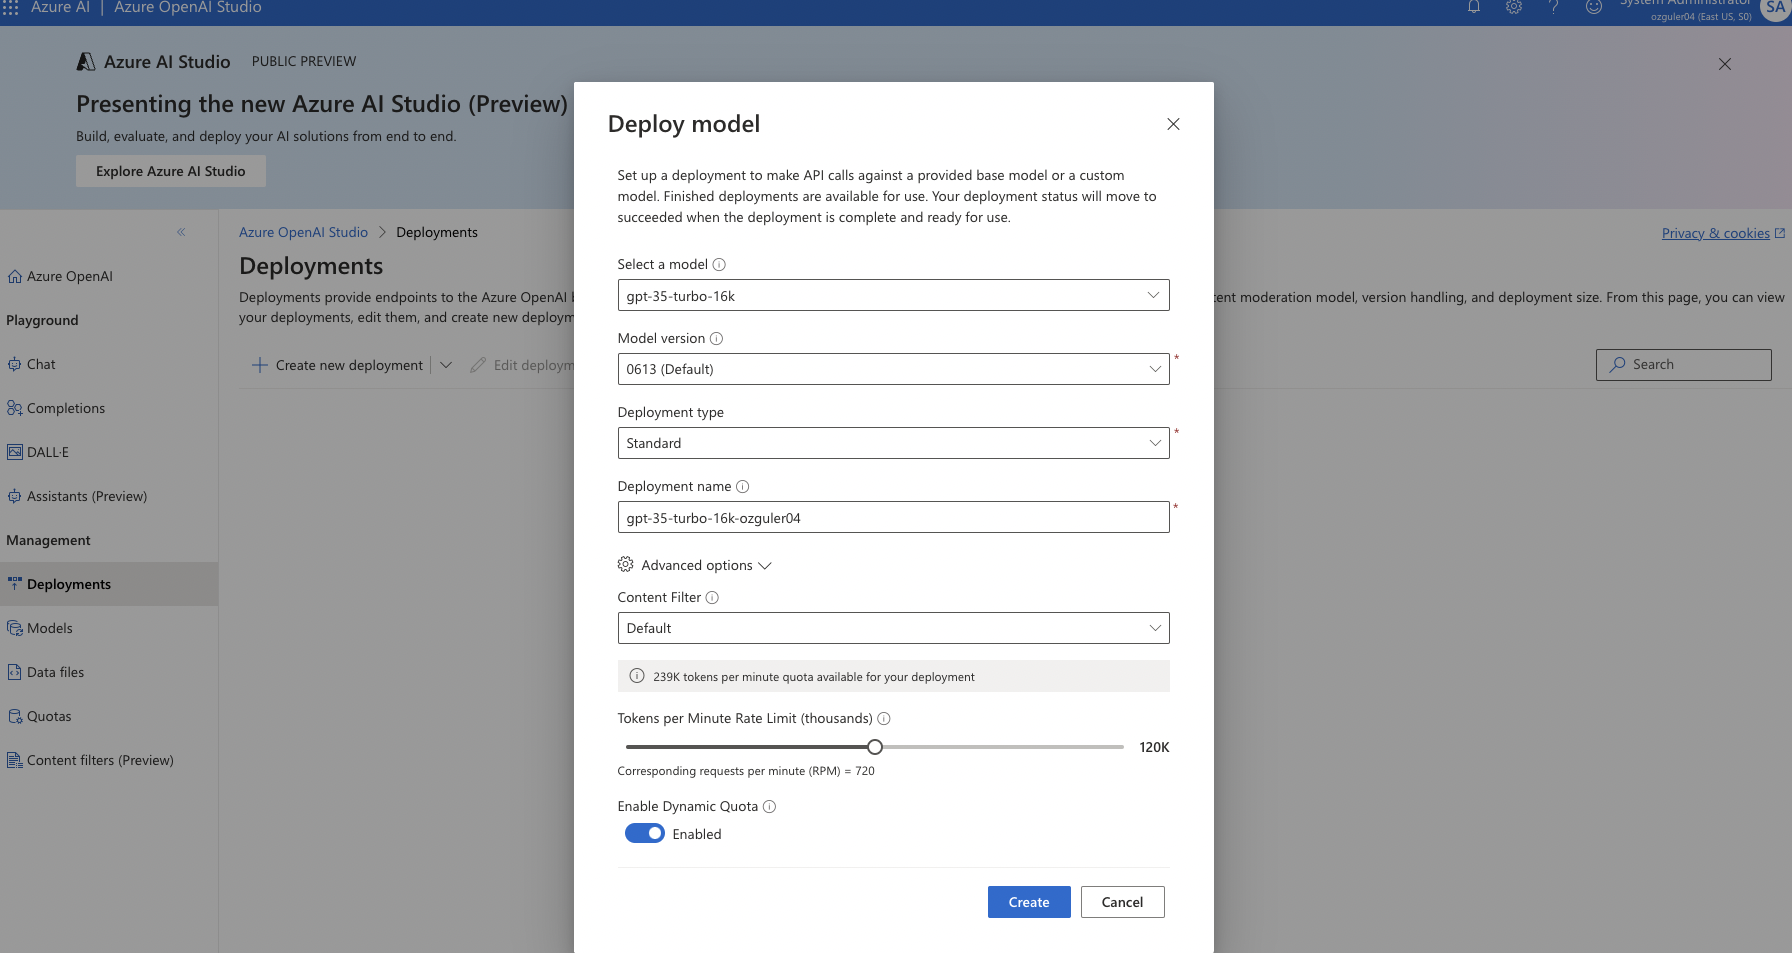 Azure AI | Azure OpenAI Studio
System Administrator
ozguler04 (East US, S0)
SA
Azure AI Studio PUBLIC PREVIEW
Presenting the new Azure AI Studio (Preview)
Build, evaluate, and deploy your AI solutions from end to end.
Explore Azure AI Studio
Azure OpenAI
Playground
Chat
Completions
DALL·E
Assistants (Preview)
Management
Deployments
Models
Data files
Quotas
Content filters (Preview)
Azure OpenAI Studio > Deployments
Privacy & cookies
Deployments
Deployments provide endpoints to the Azure OpenAI
your deployments, edit them, and create new
moderation model, version handling, and deployment size. From this page, you can view
Create new deployment
Edit
Search
Deploy model
Set up a deployment to make API calls against a provided base model or a custom
model. Finished deployments are available for use. Your deployment status will move to
succeeded when the deployment is complete and ready for use.
Select a model
gpt-35-turbo-16k
Model version
0613 (Default)
*
Deployment type
Standard
*
Deployment name
gpt-35-turbo-16k-ozguler04
*
Advanced options
Content Filter
Default
239K tokens per minute quota available for your deployment
Tokens per Minute Rate Limit (thousands)
120K
Corresponding requests per minute (RPM) = 720
Enable Dynamic Quota
Enabled
Create
Cancel